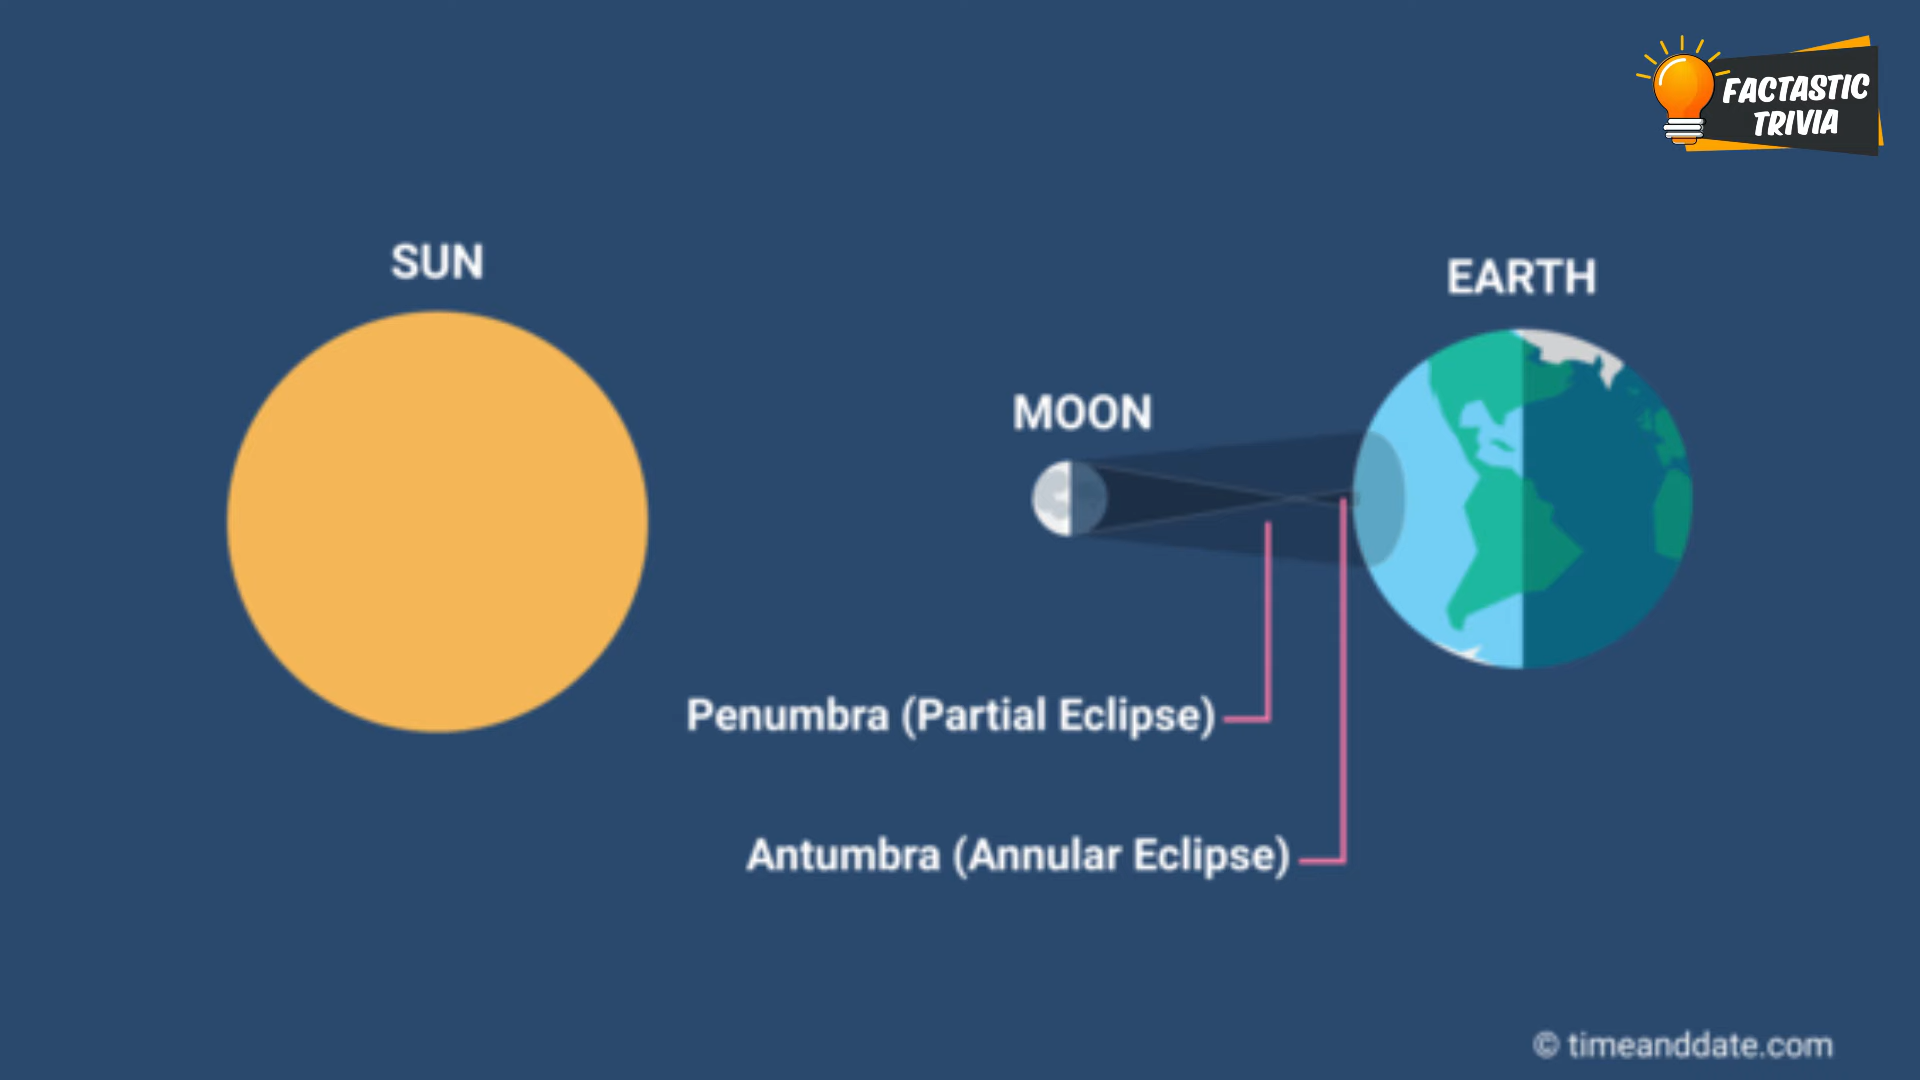 FACTASTIC
TRIVIA
SUN
EARTH
MOON
Penumbra (Partial Eclipse)
Antumbra (Annular Eclipse)
© timeanddate.com